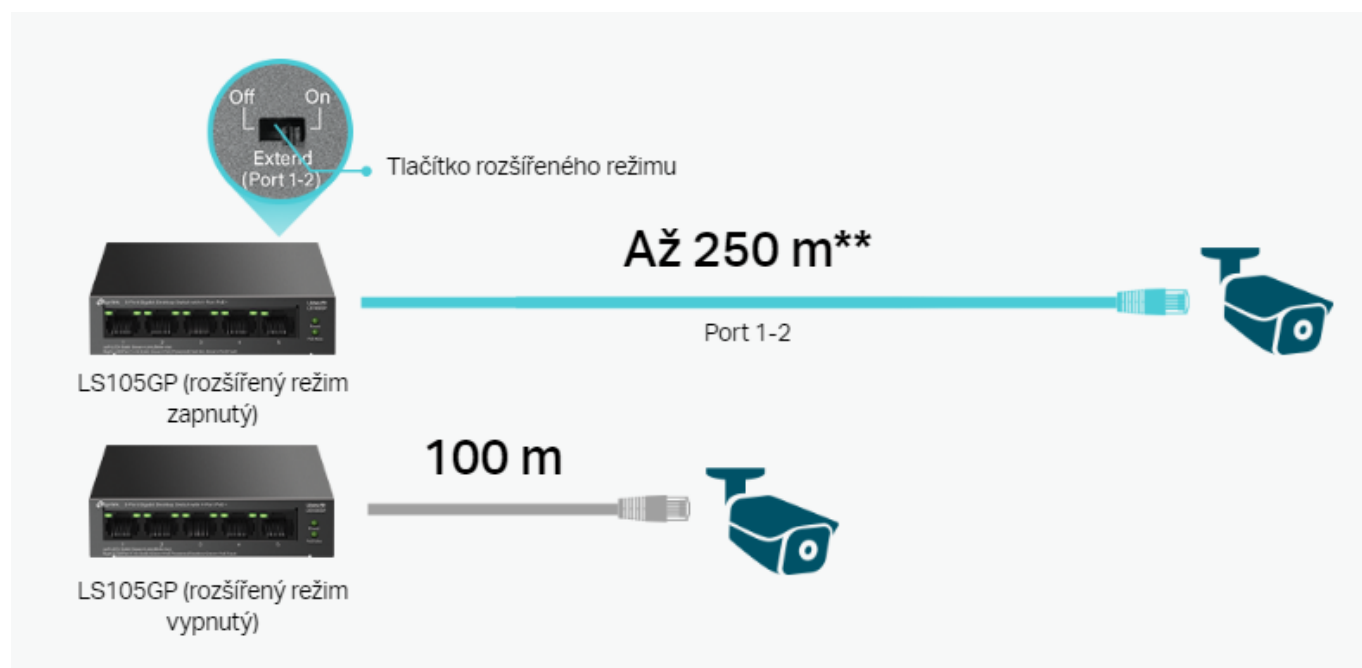 Off On
Extend
(Port 1-2)
Tlačítko rozšířeného režimu
Až 250 m**
Port 1-2
LS105GP (rozšířený režim
zapnutý)
100 m
LS105GP (rozšířený režim
vypnutý)